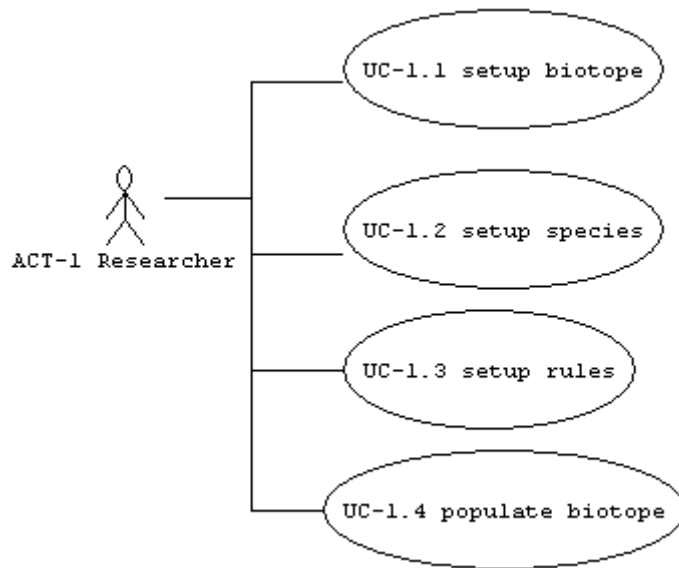 UC-1.1 setup biotope
UC-1.2 setup species
ACT-1 Researcher
UC-1.3 setup rules
UC-1.4 populate biotope